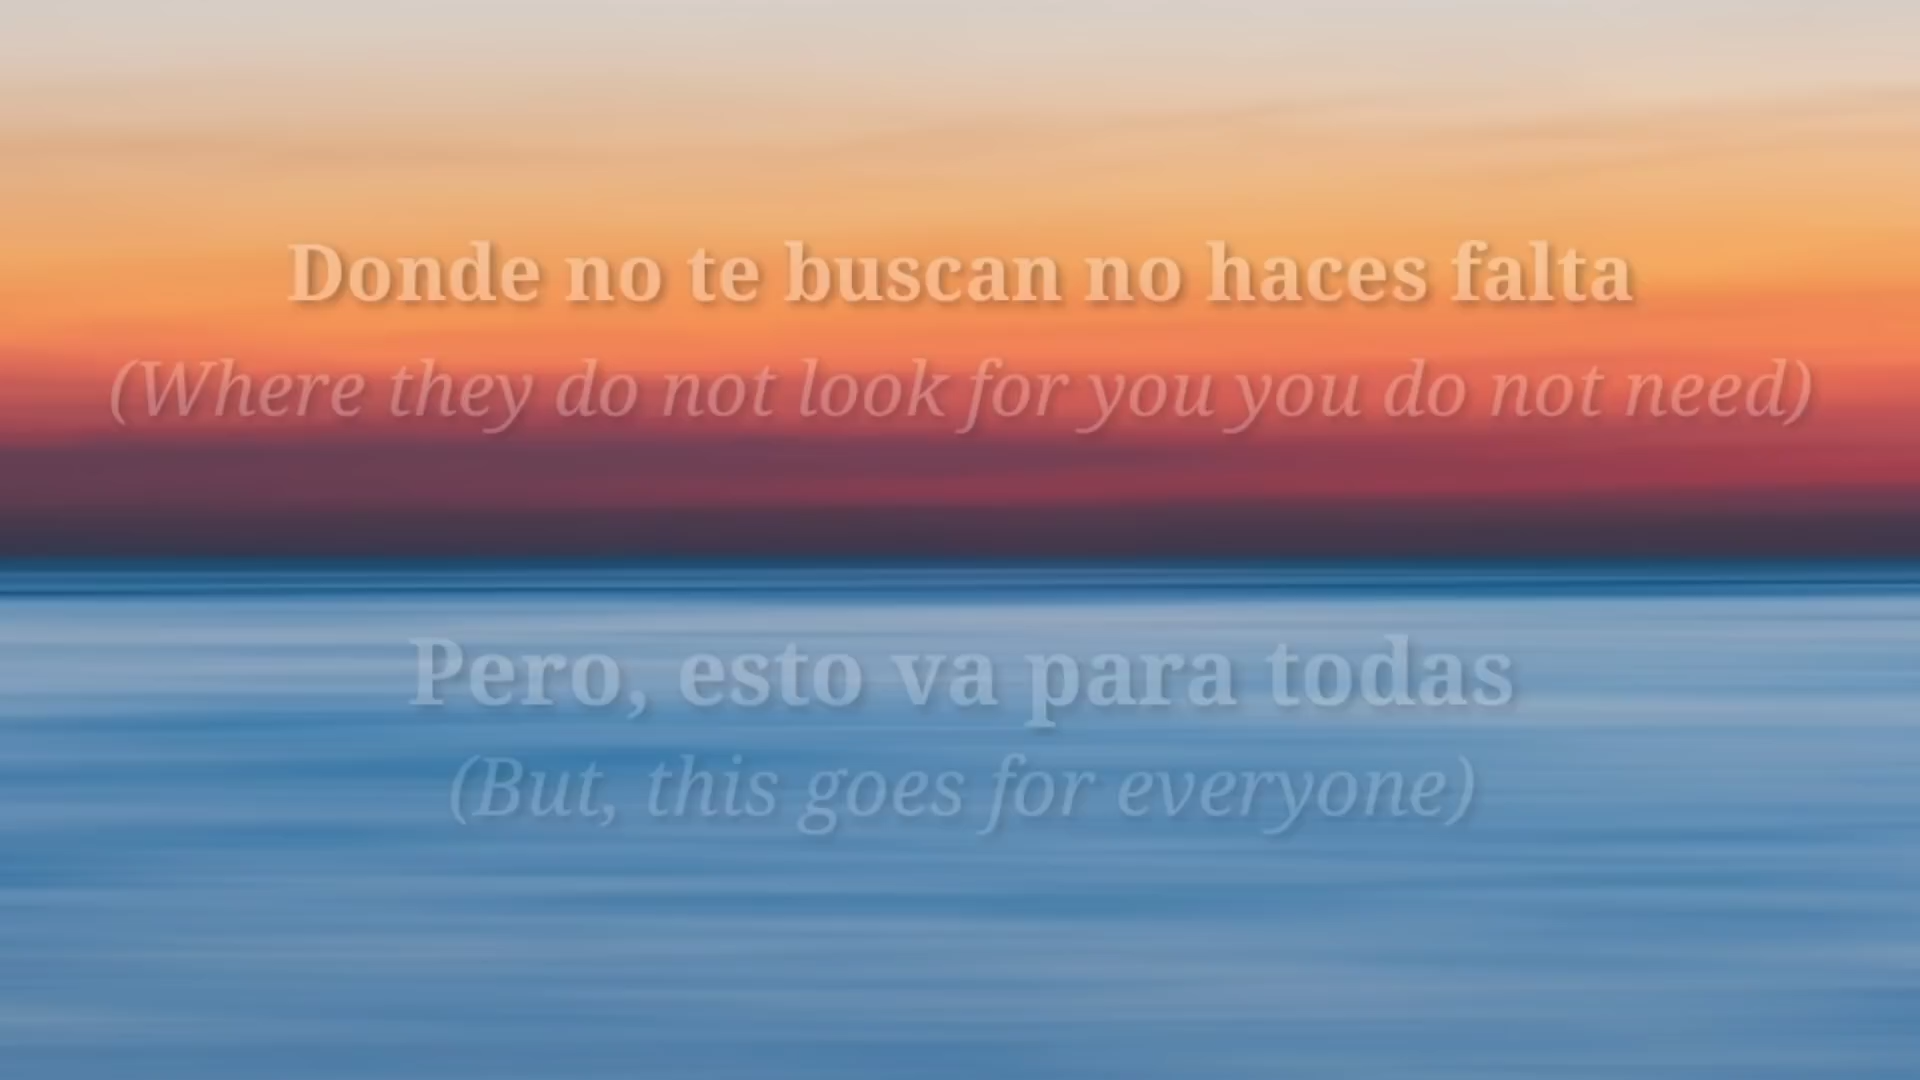 Donde no te buscan no haces falta
(Where they do not look for you you do not need)
Pero, esto va para todas
(But, this goes for everyone)